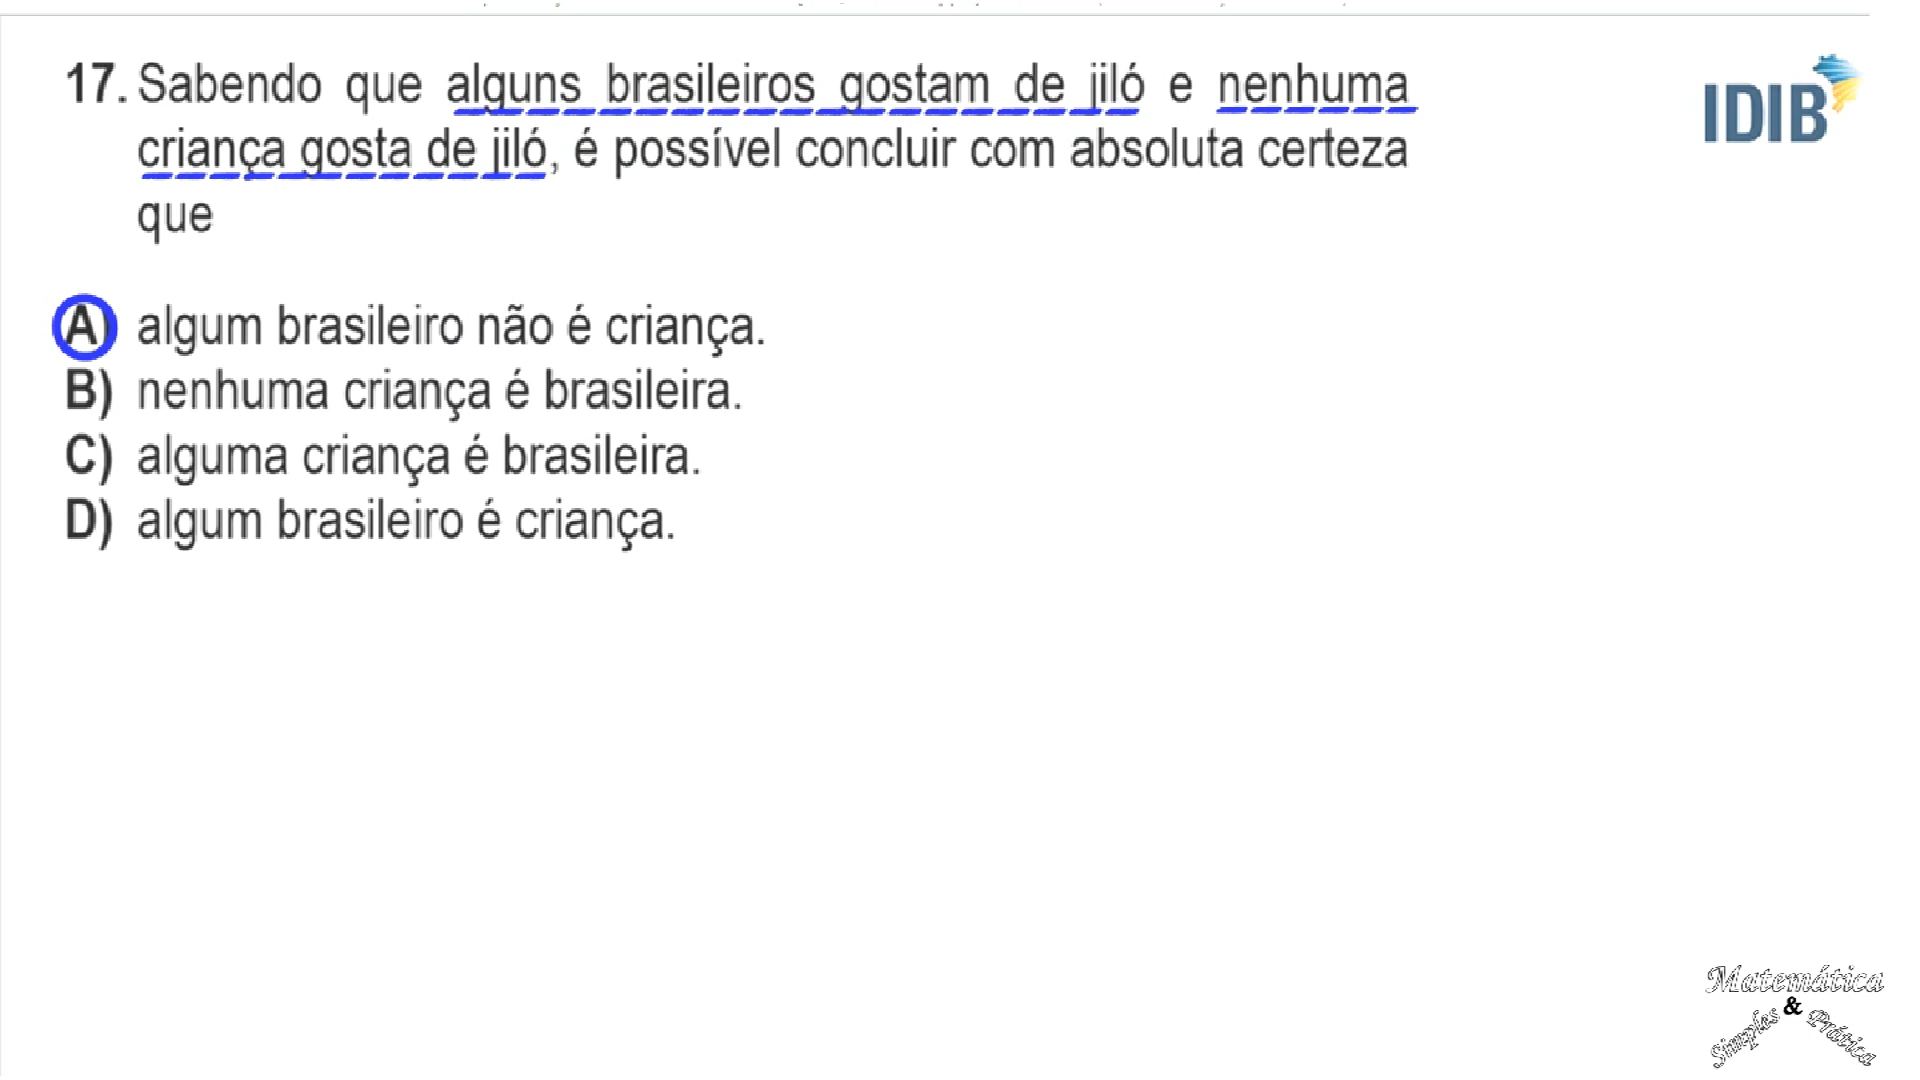 17. Sabendo que alguns brasileiros gostam de jiló e nenhuma
criança gosta de jiló, é possível concluir com absoluta certeza
que
A) algum brasileiro não é criança.
B) nenhuma criança é brasileira.
C) alguma criança é brasileira.
D) algum brasileiro é criança.
IDIB
Matemática
&
Simples Prática